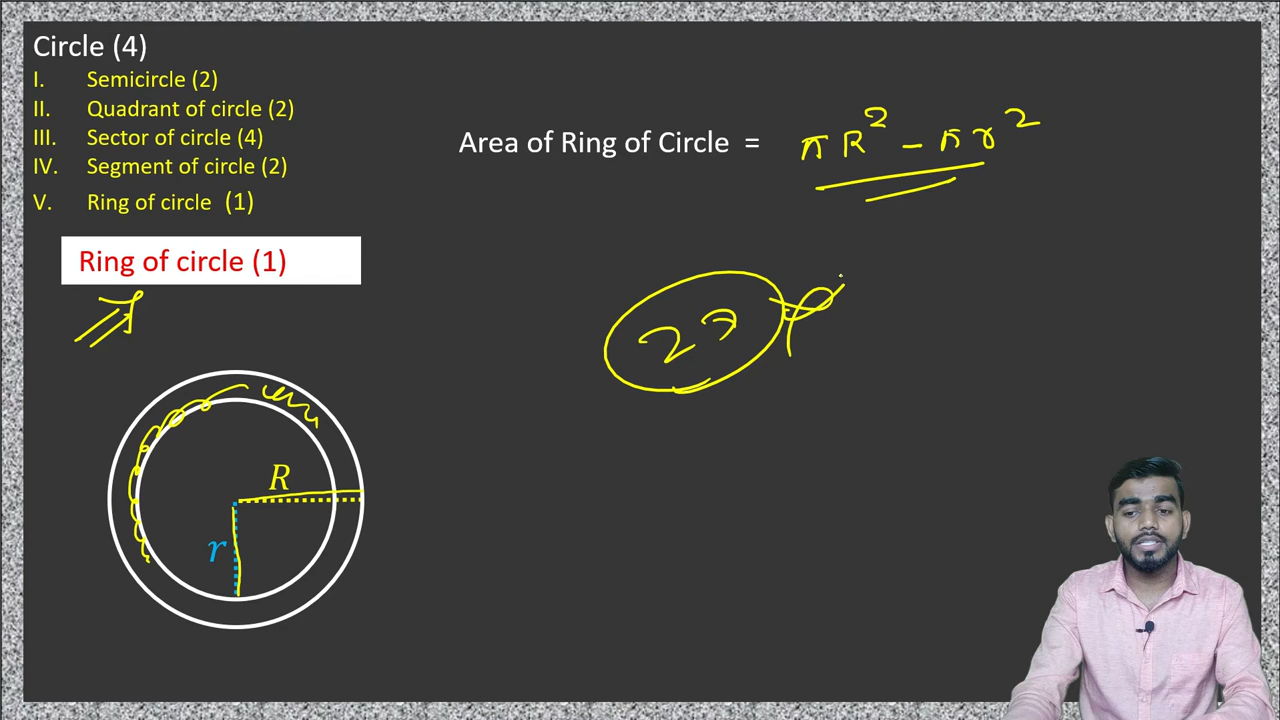 Circle (4)
I. Semicircle (2)
II. Quadrant of circle (2)
III. Sector of circle (4)
IV. Segment of circle (2)
V. Ring of circle (1)
Area of Ring of Circle = πR² - πr²
Ring of circle (1)
27
R
r